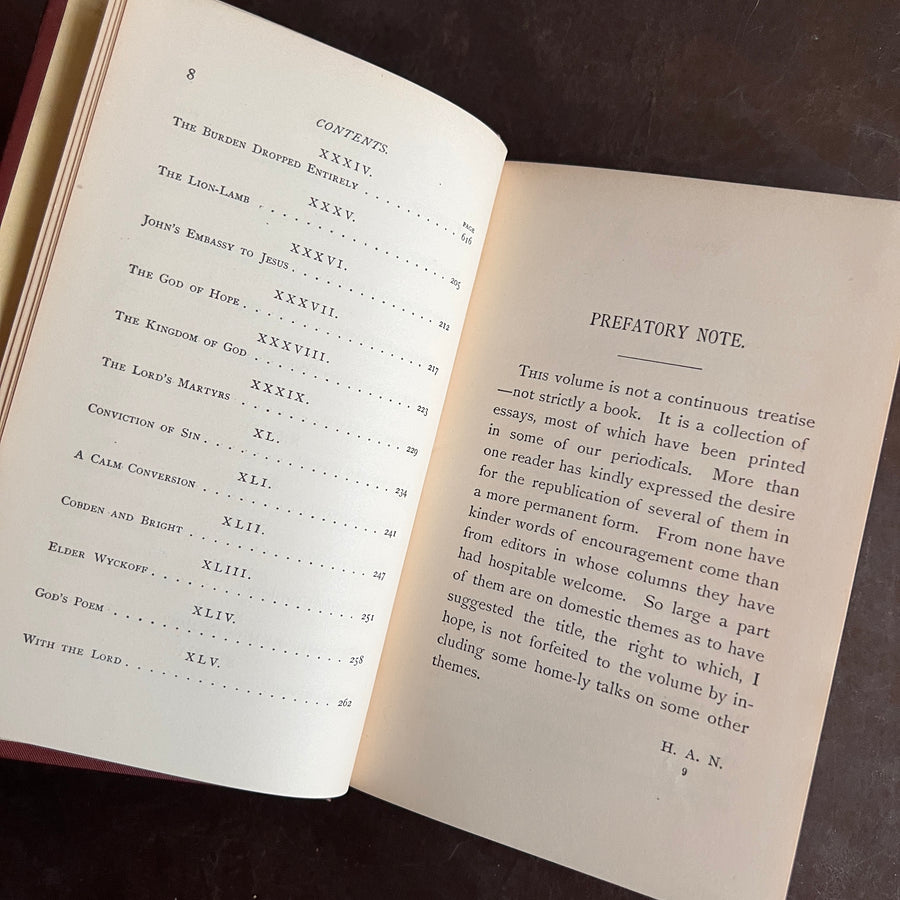 8
CONTENTS.
XXXIV.
PAGE
THE BURDEN DROPPED ENTIRELY . . . . . . . . . . . 616
XXXV.
THE LION-LAMB . . . . . . . . . . . . . . . . . . 205
XXXVI.
JOHN'S EMBASSY TO JESUS . . . . . . . . . . . . . . 212
XXXVII.
THE GOD OF HOPE . . . . . . . . . . . . . . . . . 217
XXXVIII.
THE KINGDOM OF GOD . . . . . . . . . . . . . . . . 223
XXXIX.
THE LORD'S MARTYRS . . . . . . . . . . . . . . . . 229
XL.
CONVICTION OF SIN . . . . . . . . . . . . . . . . . 234
XLI.
A CALM CONVERSION . . . . . . . . . . . . . . . . 241
XLII.
COBDEN AND BRIGHT . . . . . . . . . . . . . . . . 247
XLIII.
ELDER WYCKOFF . . . . . . . . . . . . . . . . . . 251
XLIV.
GOD'S POEM . . . . . . . . . . . . . . . . . . . . 258
XLV.
WITH THE LORD . . . . . . . . . . . . . . . . . . 262
PREFATORY NOTE.
THIS volume is not a continuous treatise
—not strictly a book. It is a collection of
essays, most of which have been printed
in some of our periodicals. More than
one reader has kindly expressed the desire
for the republication of several of them in
a more permanent form. From none have
kinder words of encouragement come than
from editors in whose columns they have
had hospitable welcome. So large a part
of them are on domestic themes as to have
suggested the title, the right to which, I
hope, is not forfeited to the volume by in-
cluding some home-ly talks on some other
themes.
H. A. N.
9